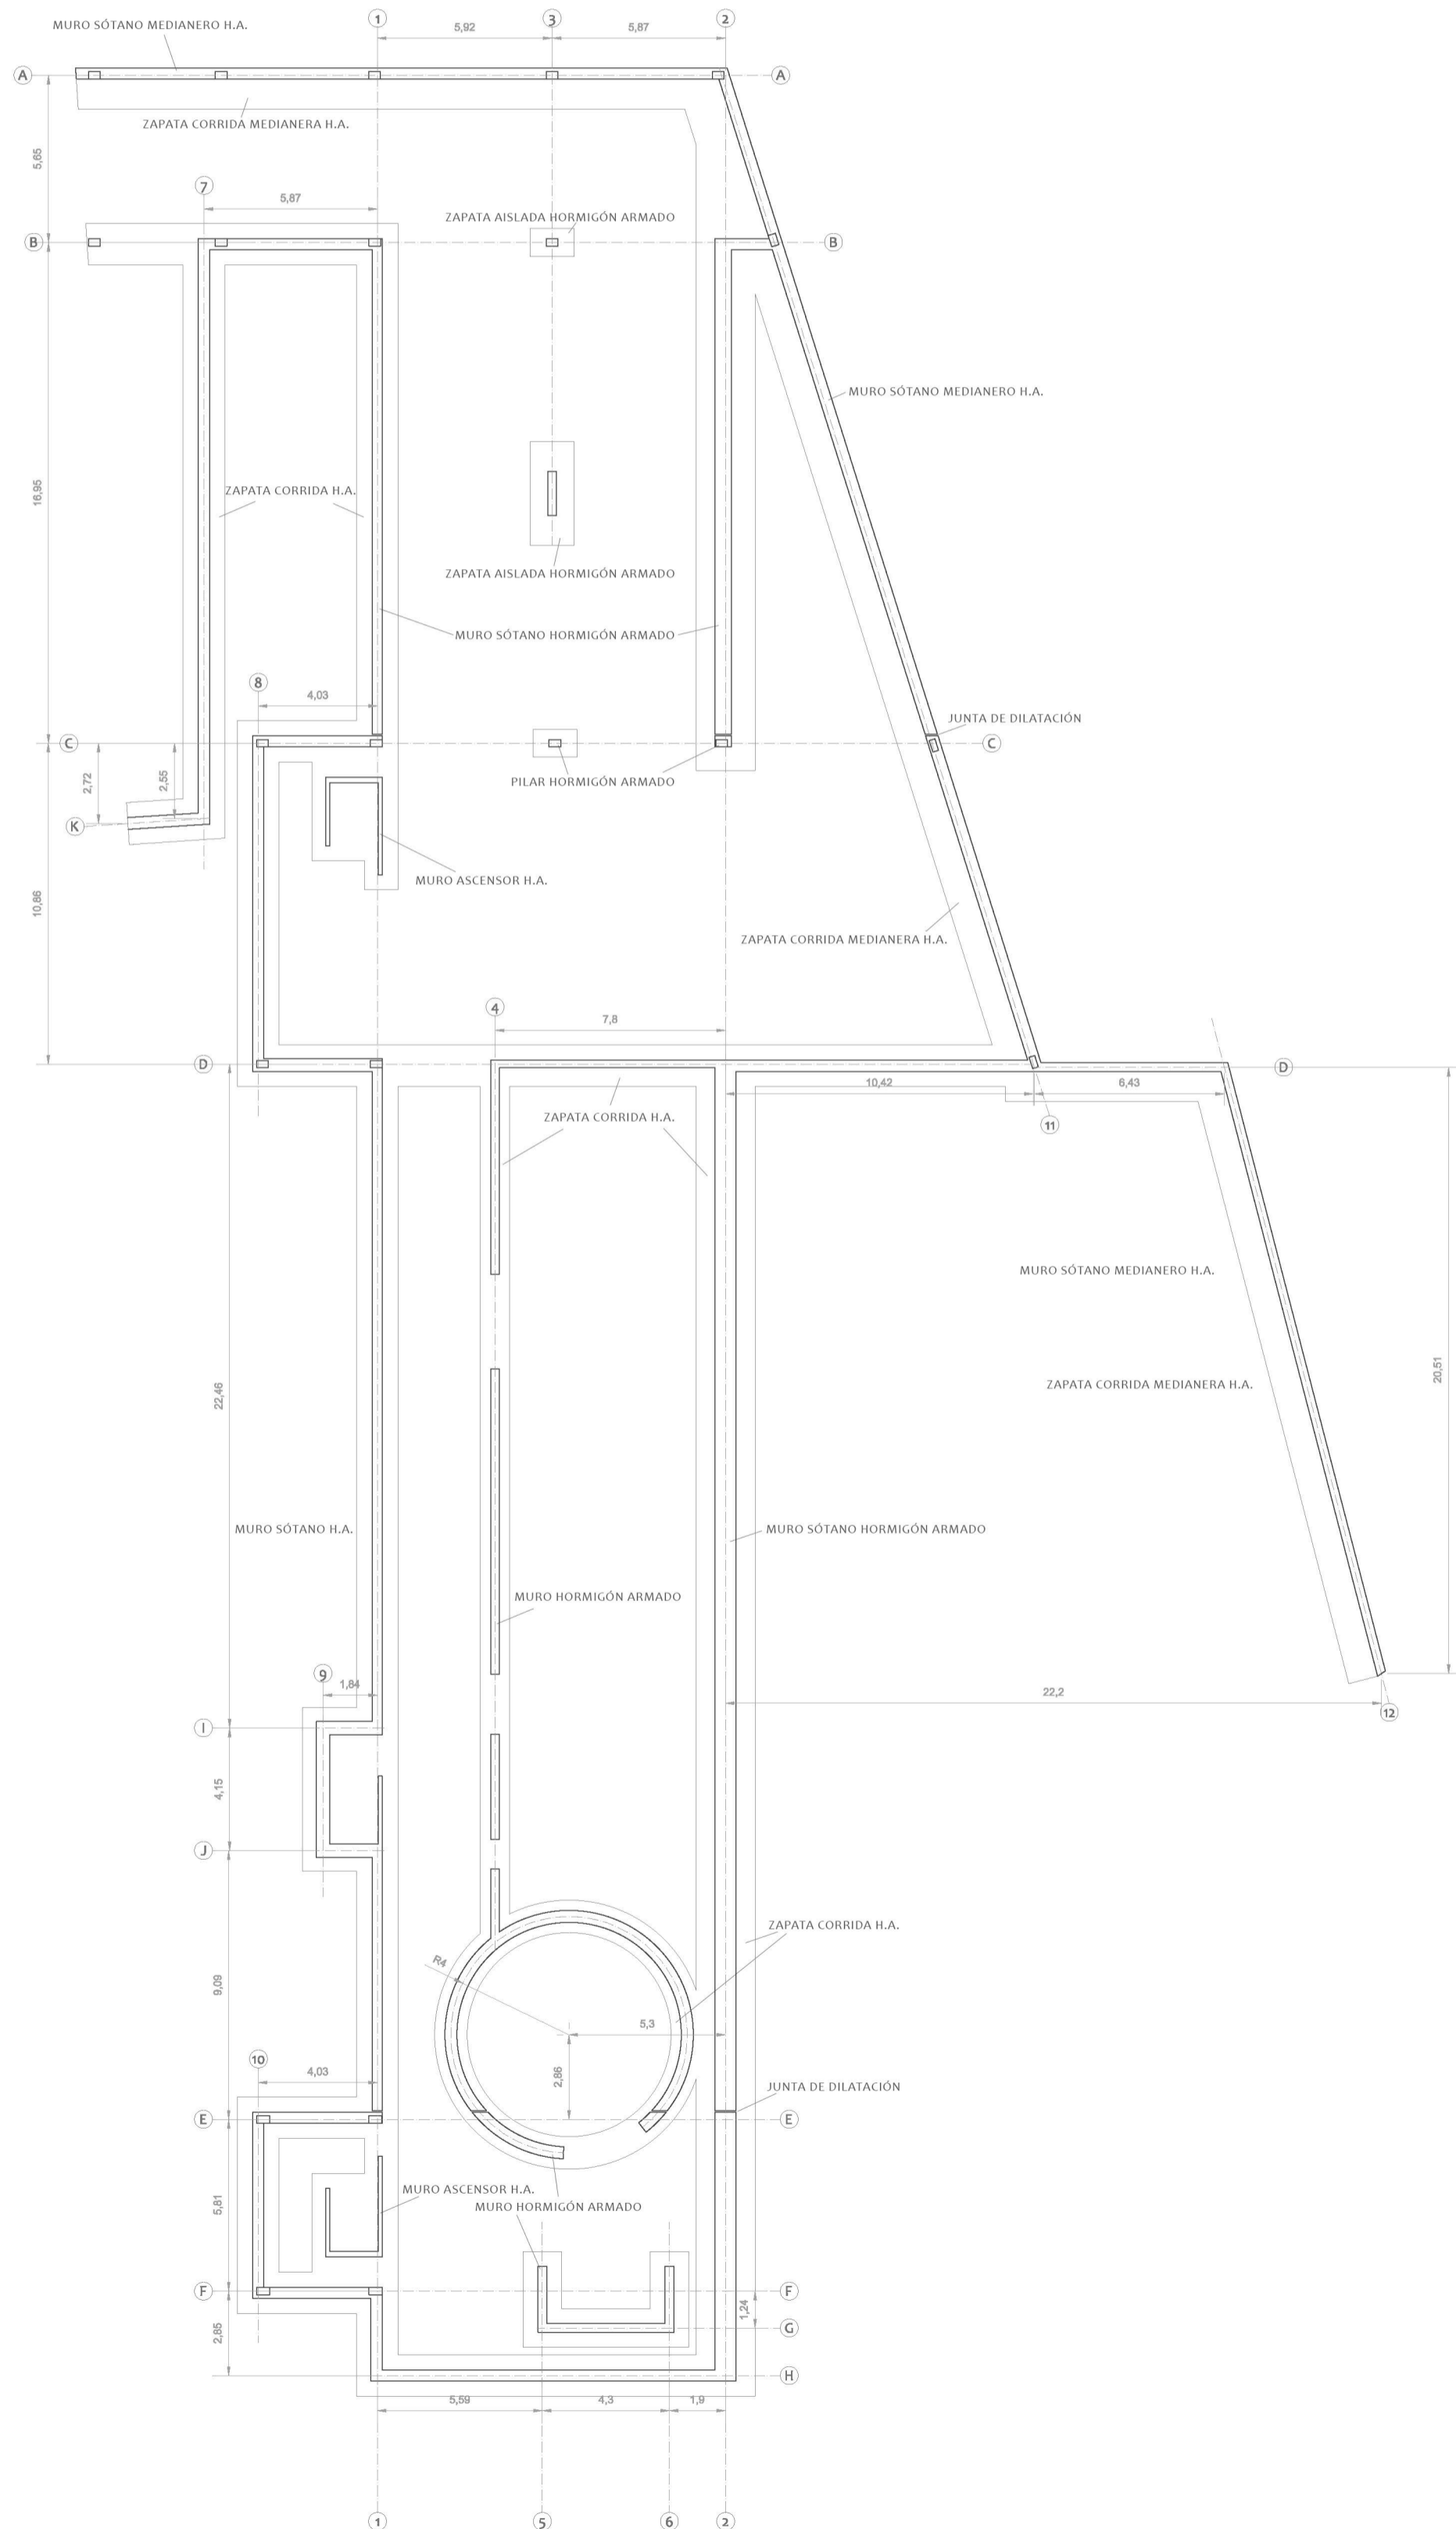 1
3
2
MURO SÓTANO MEDIANERO H.A.
5,92
5,87
A
A
ZAPATA CORRIDA MEDIANERA H.A.
5,65
7
5,87
ZAPATA AISLADA HORMIGÓN ARMADO
B
B
MURO SÓTANO MEDIANERO H.A.
16,95
ZAPATA CORRIDA H.A.
ZAPATA AISLADA HORMIGÓN ARMADO
MURO SÓTANO HORMIGÓN ARMADO
8
4,03
JUNTA DE DILATACIÓN
C
C
2,72
2,55
PILAR HORMIGÓN ARMADO
K
MURO ASCENSOR H.A.
10,86
ZAPATA CORRIDA MEDIANERA H.A.
4
7,8
D
D
10,42
6,43
ZAPATA CORRIDA H.A.
11
MURO SÓTANO MEDIANERO H.A.
20,51
ZAPATA CORRIDA MEDIANERA H.A.
22,46
MURO SÓTANO H.A.
MURO SÓTANO HORMIGÓN ARMADO
MURO HORMIGÓN ARMADO
9
1,84
22,2
12
I
4,15
J
ZAPATA CORRIDA H.A.
R4
9,09
5,3
10
4,03
2,86
JUNTA DE DILATACIÓN
E
E
MURO ASCENSOR H.A.
MURO HORMIGÓN ARMADO
5,81
F
F
1,24
G
2,85
H
5,59
4,3
1,9
1
5
6
2